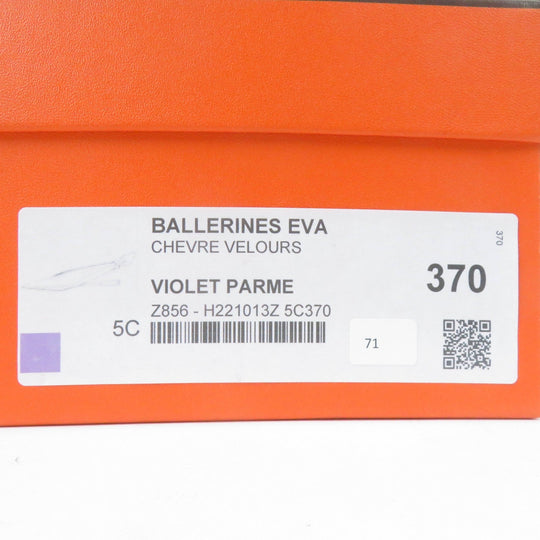 BALLERINES EVA
CHEVRE VELOURS
370
VIOLET PARME
370
Z856 - H221013Z 5C370
5C
71